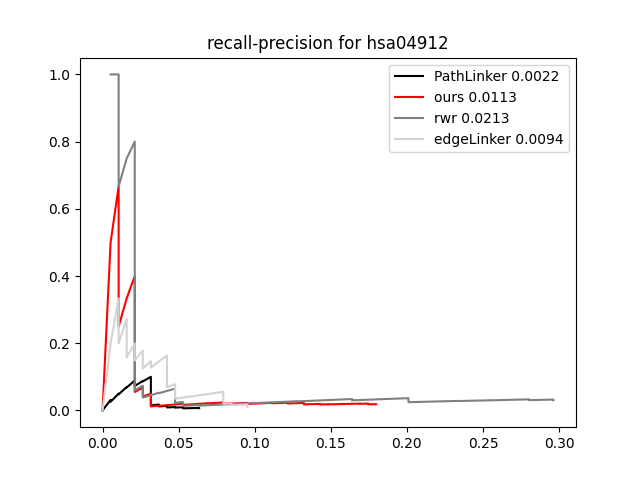 recall-precision for hsa04912
PathLinker 0.0022
ours 0.0113
rwr 0.0213
edgeLinker 0.0094
1.0
0.8
0.6
0.4
0.2
0.0
0.00 0.05 0.10 0.15 0.20 0.25 0.30